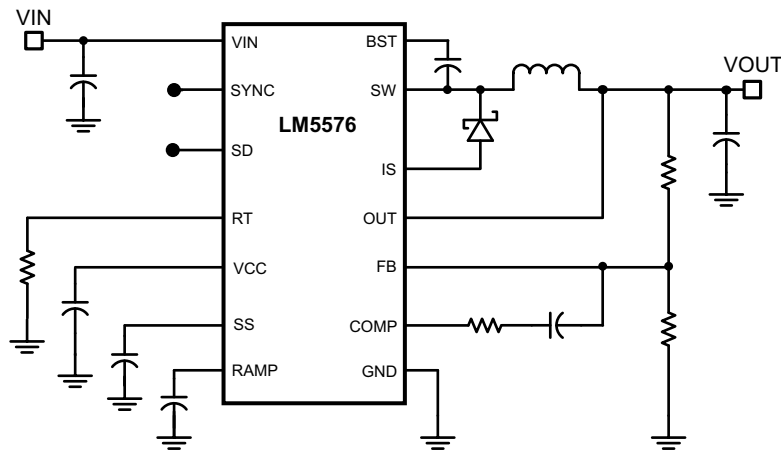 VIN
VOUT
LM5576
VIN
SYNC
SD
RT
VCC
SS
RAMP
BST
SW
IS
OUT
FB
COMP
GND